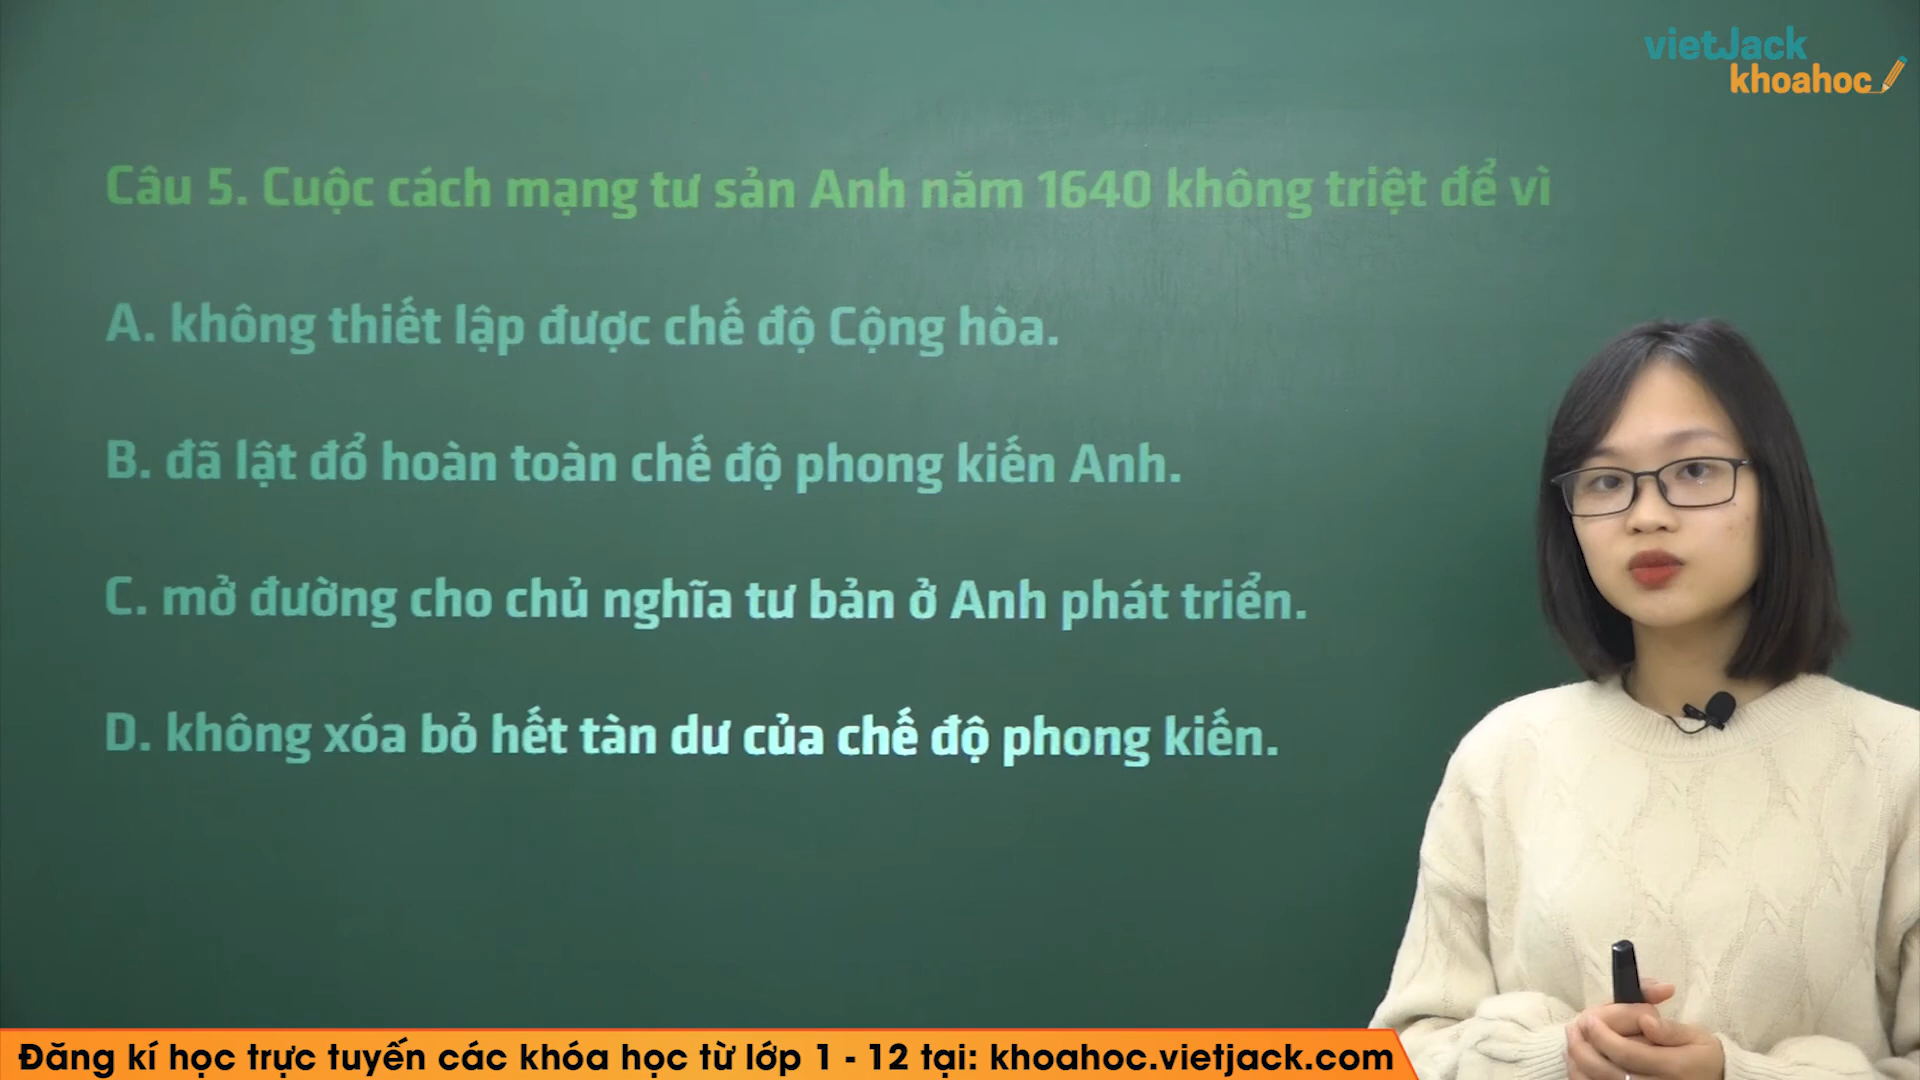 vietJack
khoahoc
Câu 5. Cuộc cách mạng tư sản Anh năm 1640 không triệt để vì
A. không thiết lập được chế độ Cộng hòa.
B. đã lật đổ hoàn toàn chế độ phong kiến Anh.
C. mở đường cho chủ nghĩa tư bản ở Anh phát triển.
D. không xóa bỏ hết tàn dư của chế độ phong kiến.
Đăng kí học trực tuyến các khóa học từ lớp 1 - 12 tại: khoahoc.vietjack.com